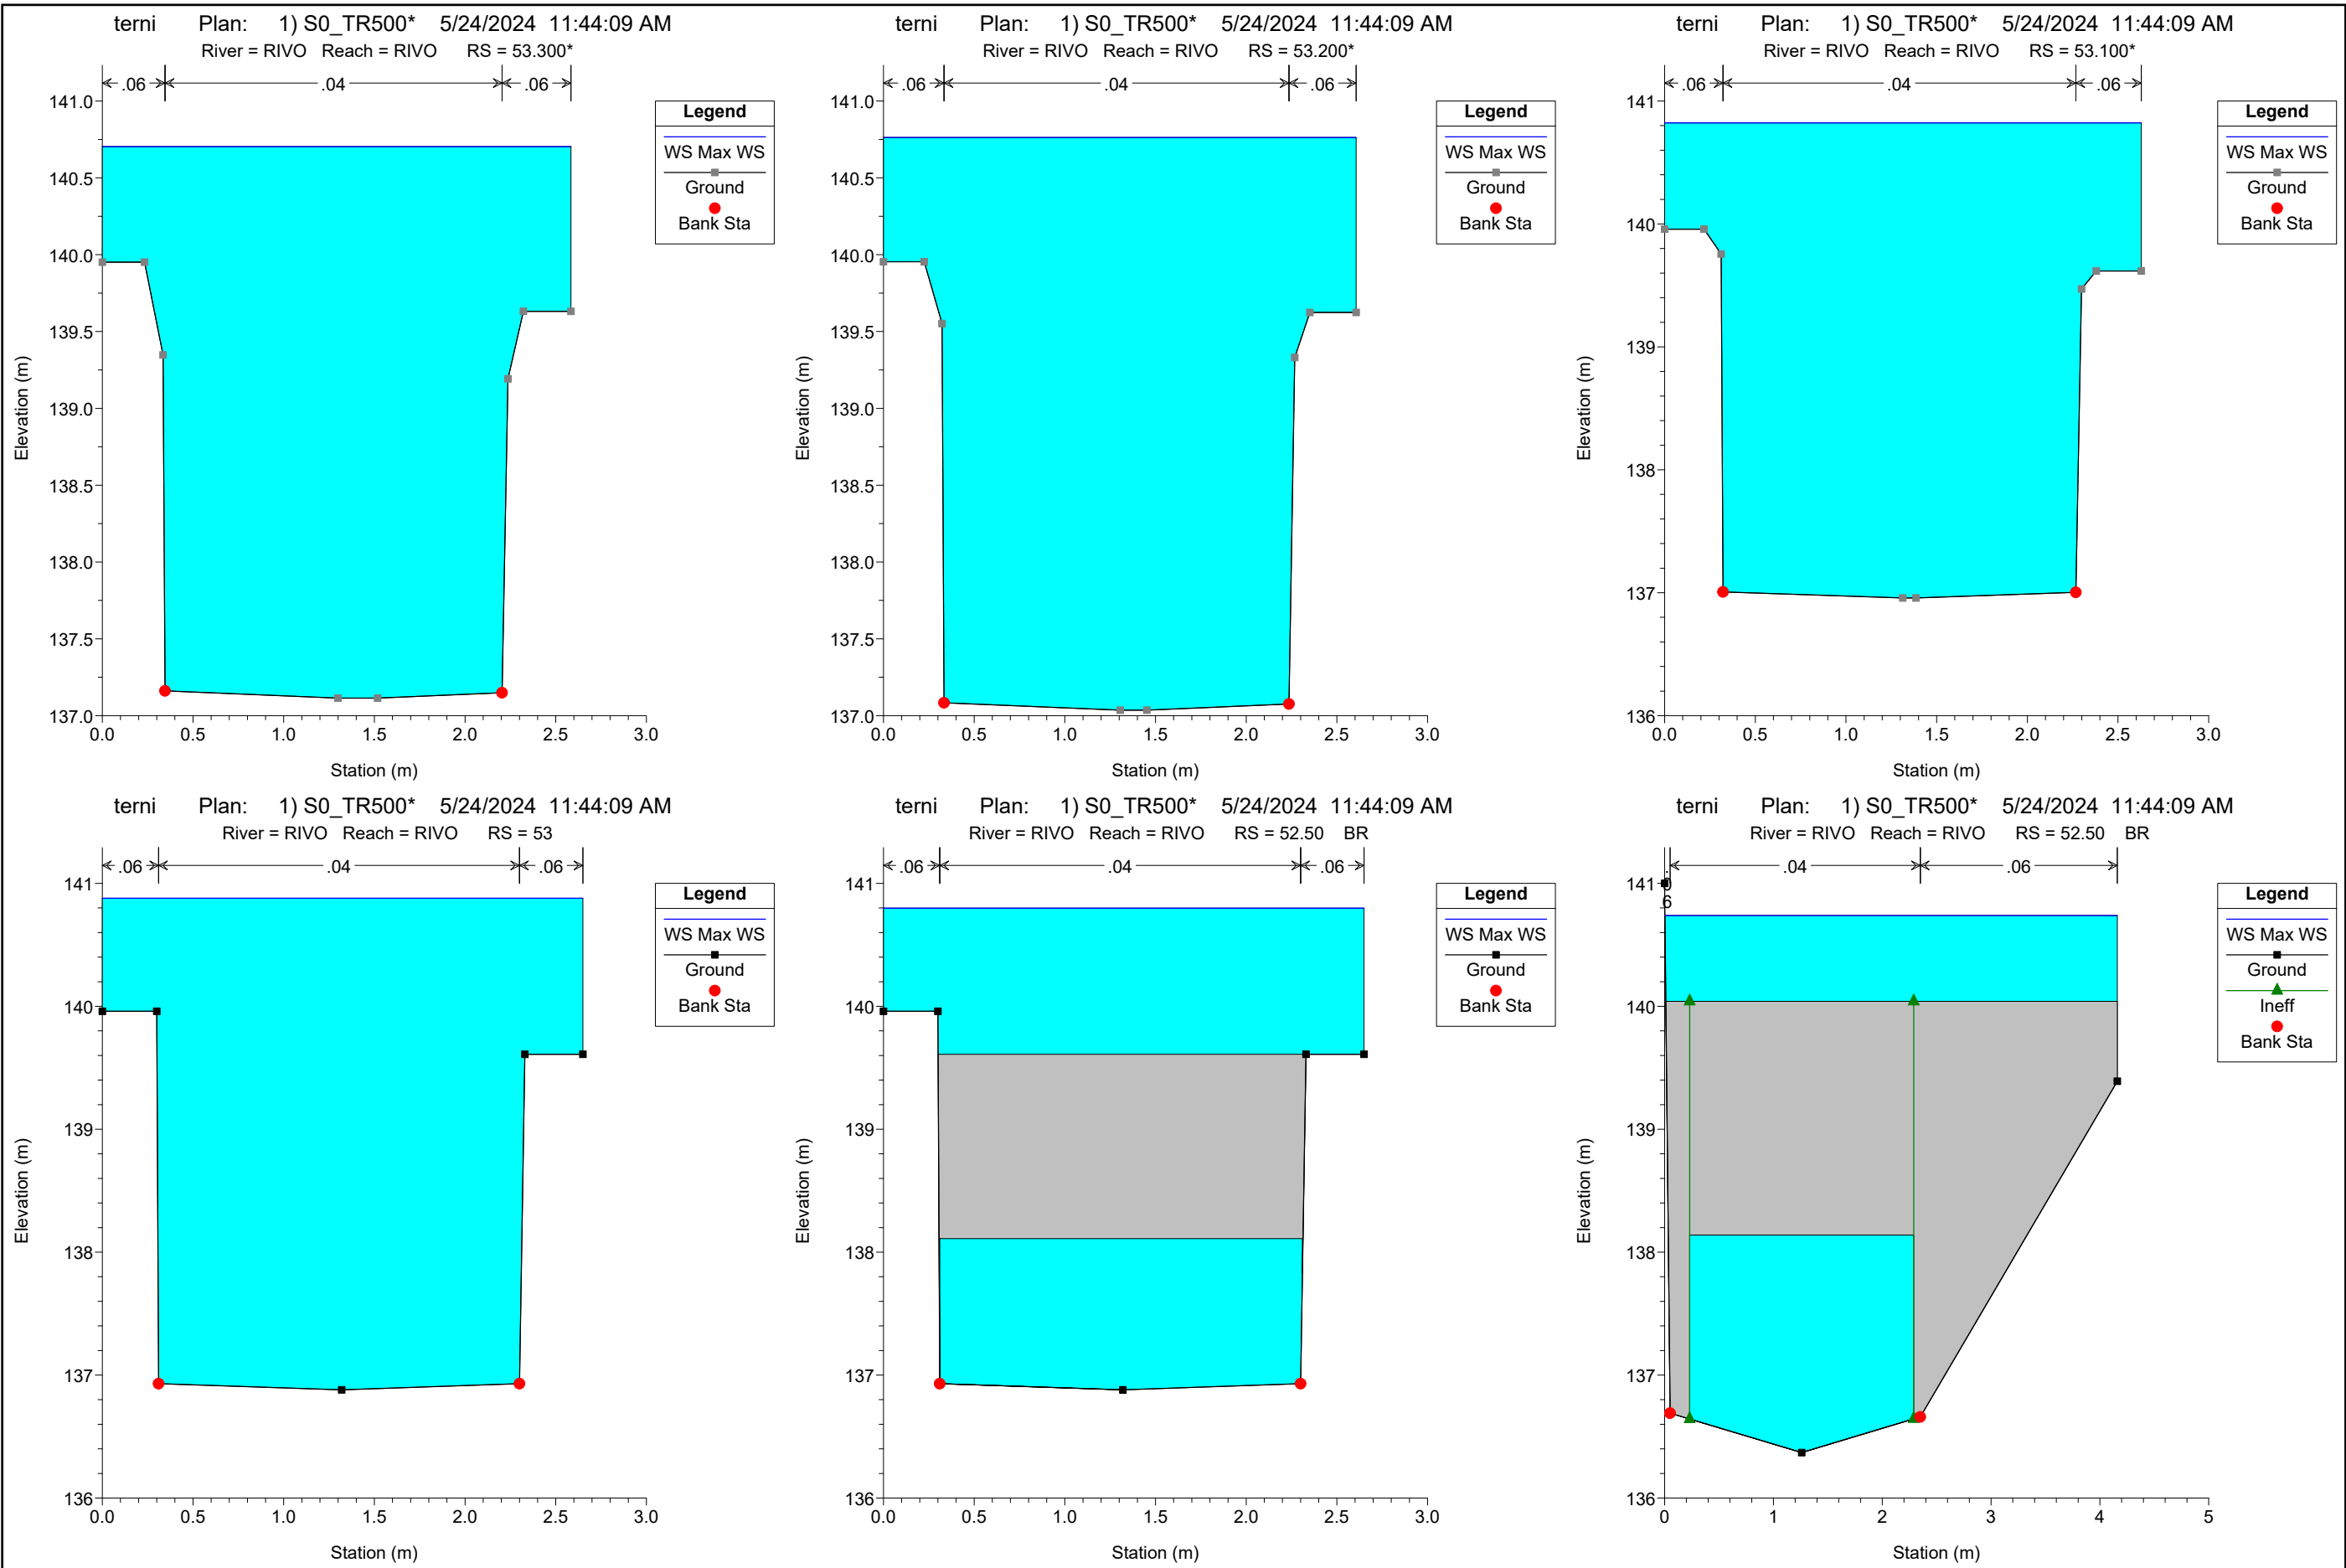 terni Plan: 1) S0_TR500* 5/24/2024 11:44:09 AM
River = RIVO Reach = RIVO RS = 53.300*
.06 .04 .06
141.0
140.5
140.0
139.5
139.0
138.5
138.0
137.5
137.0
0.0 0.5 1.0 1.5 2.0 2.5 3.0
Station (m)
Elevation (m)
Legend
WS Max WS
Ground
Bank Sta
terni Plan: 1) S0_TR500* 5/24/2024 11:44:09 AM
River = RIVO Reach = RIVO RS = 53.200*
.06 .04 .06
141.0
140.5
140.0
139.5
139.0
138.5
138.0
137.5
137.0
0.0 0.5 1.0 1.5 2.0 2.5 3.0
Station (m)
Elevation (m)
Legend
WS Max WS
Ground
Bank Sta
terni Plan: 1) S0_TR500* 5/24/2024 11:44:09 AM
River = RIVO Reach = RIVO RS = 53.100*
.06 .04 .06
141
140
139
138
137
136
0.0 0.5 1.0 1.5 2.0 2.5 3.0
Station (m)
Elevation (m)
Legend
WS Max WS
Ground
Bank Sta
terni Plan: 1) S0_TR500* 5/24/2024 11:44:09 AM
River = RIVO Reach = RIVO RS = 53
.06 .04 .06
141
140
139
138
137
136
0.0 0.5 1.0 1.5 2.0 2.5 3.0
Station (m)
Elevation (m)
Legend
WS Max WS
Ground
Bank Sta
terni Plan: 1) S0_TR500* 5/24/2024 11:44:09 AM
River = RIVO Reach = RIVO RS = 52.50 BR
.06 .04 .06
141
140
139
138
137
136
0.0 0.5 1.0 1.5 2.0 2.5 3.0
Station (m)
Elevation (m)
Legend
WS Max WS
Ground
Bank Sta
terni Plan: 1) S0_TR500* 5/24/2024 11:44:09 AM
River = RIVO Reach = RIVO RS = 52.50 BR
.04 .06
6
141
140
139
138
137
136
0 1 2 3 4 5
Station (m)
Elevation (m)
Legend
WS Max WS
Ground
Ineff
Bank Sta